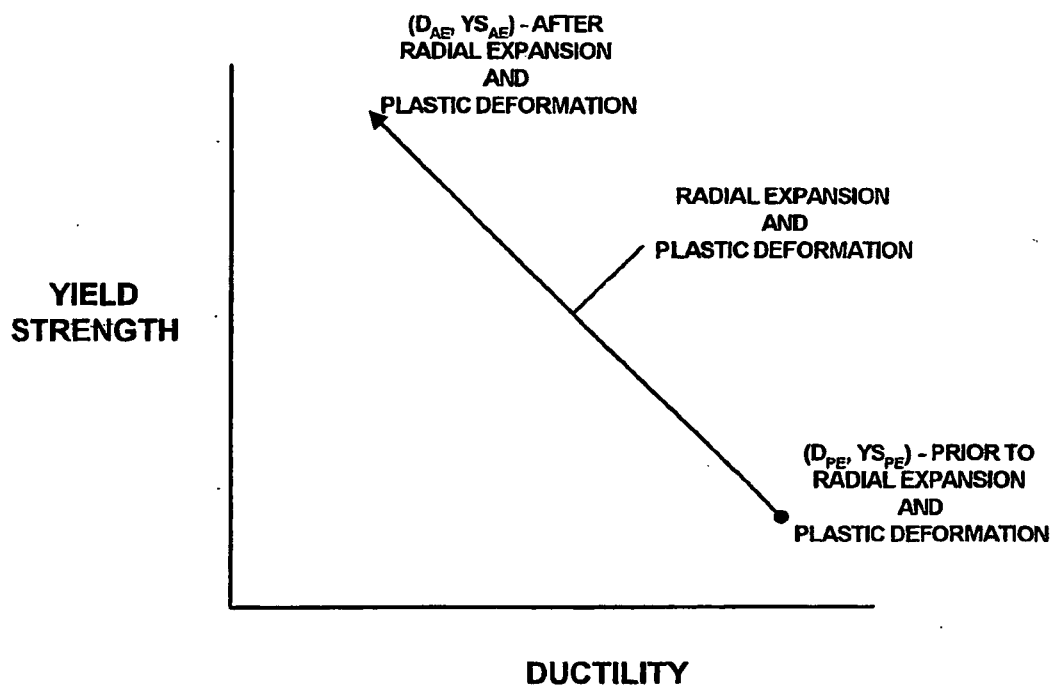 (D_AE, YS_AE) - AFTER
RADIAL EXPANSION
AND
PLASTIC DEFORMATION
RADIAL EXPANSION
AND
PLASTIC DEFORMATION
YIELD
STRENGTH
(D_PE, YS_PE) - PRIOR TO
RADIAL EXPANSION
AND
PLASTIC DEFORMATION
DUCTILITY